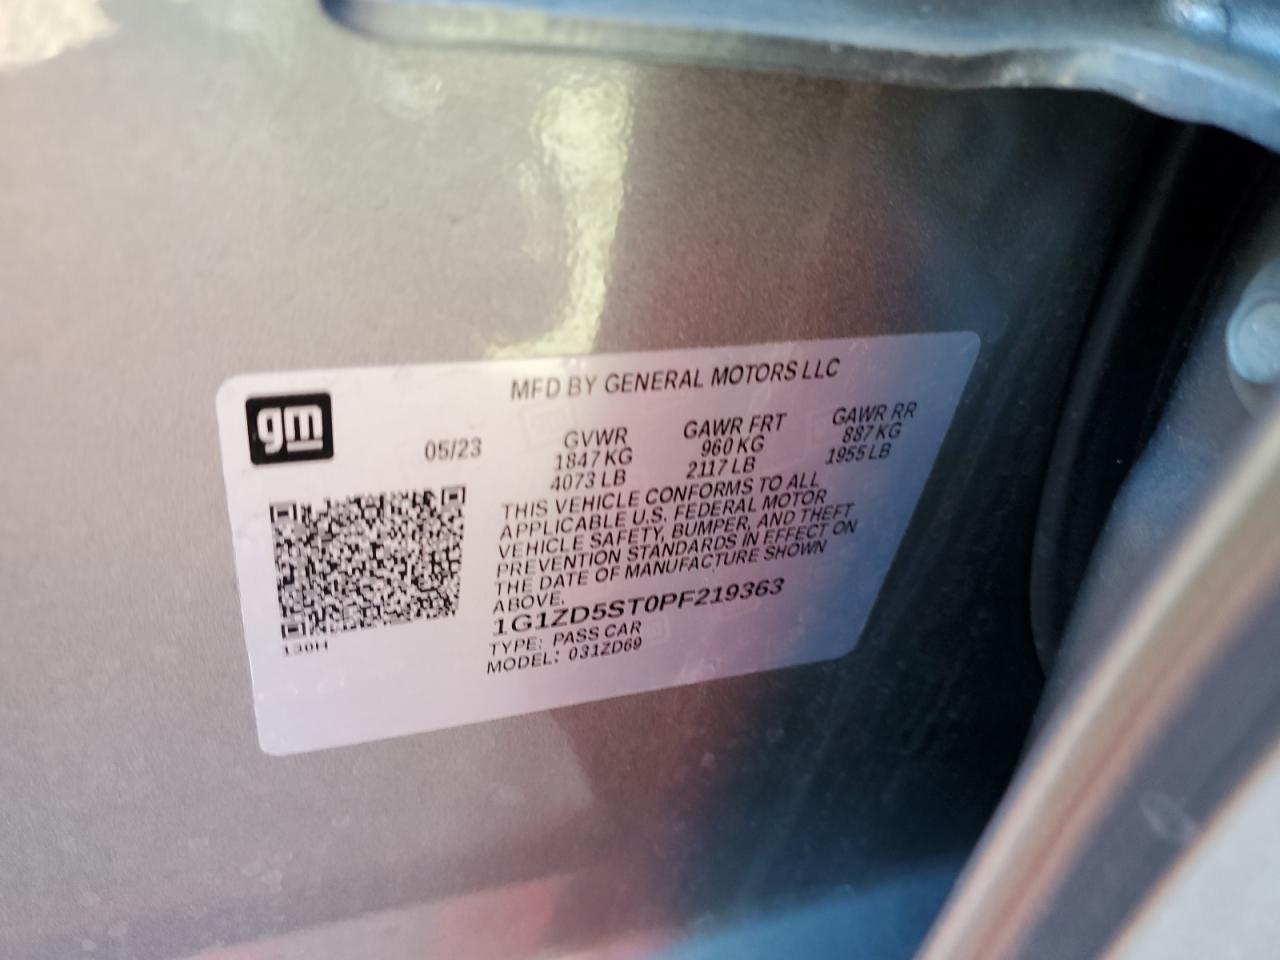 MFD BY GENERAL MOTORS LLC
gm
05/23
GVWR GAWR FRT GAWR RR
1847 KG 960 KG 887 KG
4073 LB 2117 LB 1955 LB
THIS VEHICLE CONFORMS TO ALL
APPLICABLE U.S. FEDERAL MOTOR
VEHICLE SAFETY, BUMPER, AND THEFT
PREVENTION STANDARDS IN EFFECT ON
THE DATE OF MANUFACTURE SHOWN
ABOVE.
1G1ZD5ST0PF219363
TYPE: PASS CAR
MODEL: 031ZD69
130H